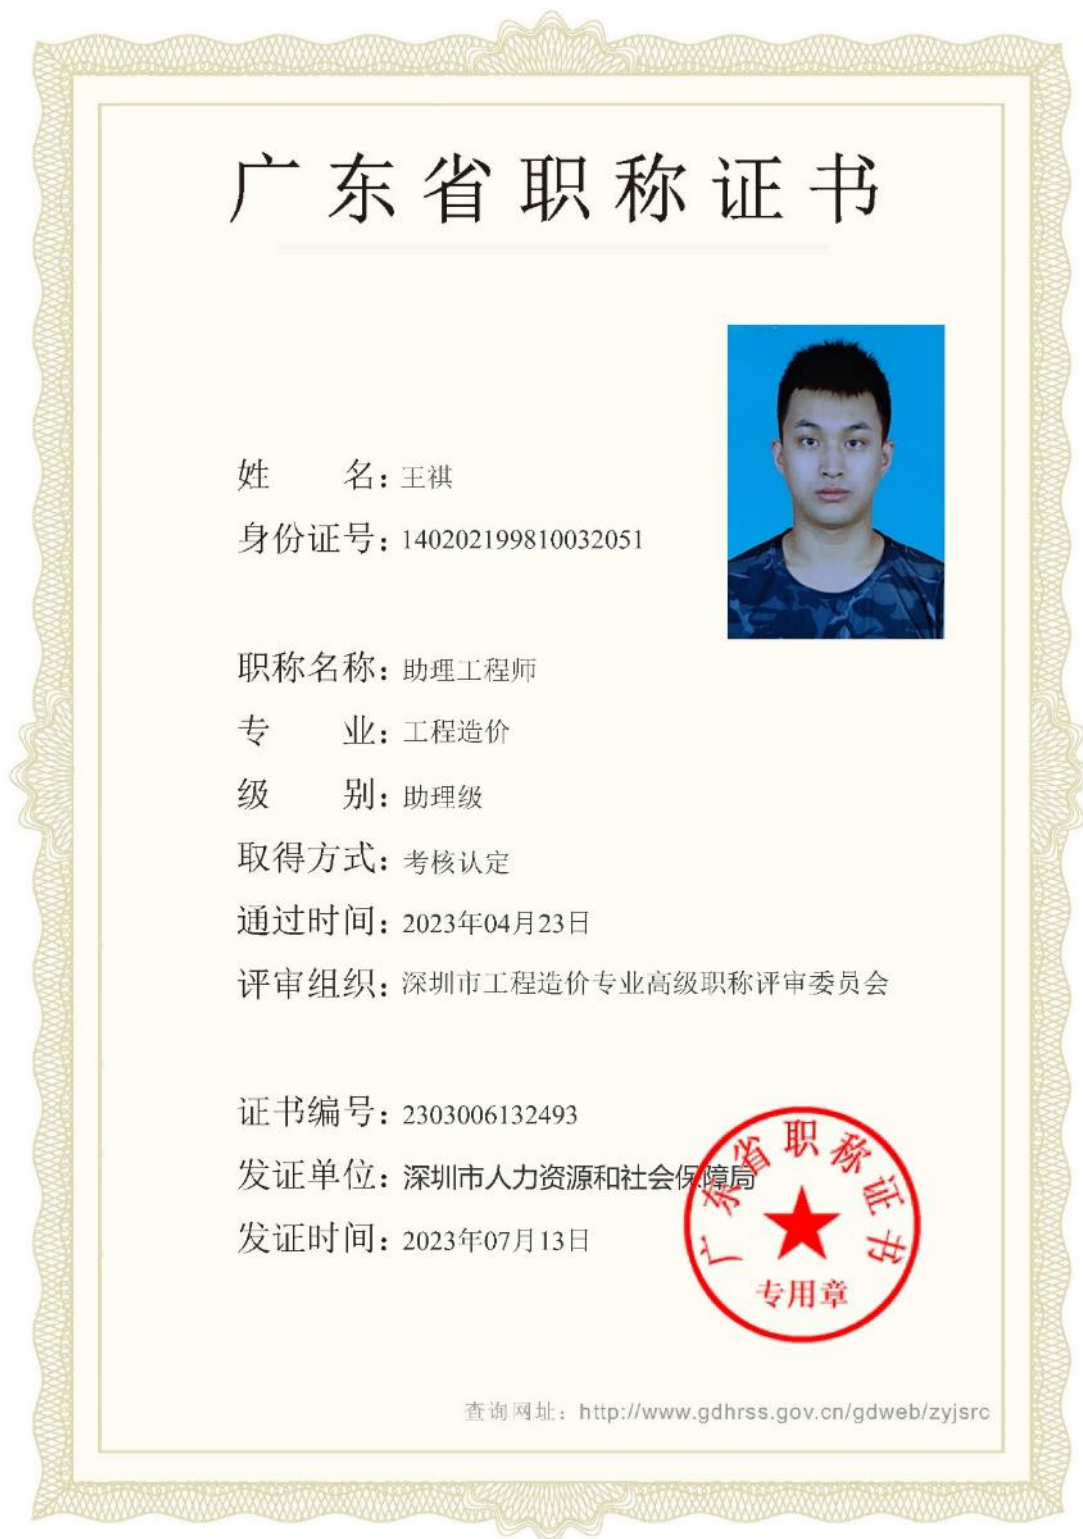 广东省职称证书
姓 名：王祺
身份证号：140202199810032051
职称名称：助理工程师
专 业：工程造价
级 别：助理级
取得方式：考核认定
通过时间：2023年04月23日
评审组织：深圳市工程造价专业高级职称评审委员会
证书编号：2303006132493
发证单位：深圳市人力资源和社会保障局
发证时间：2023年07月13日
广东省职称证书
专用章
查询网址：http://www.gdhrss.gov.cn/gdweb/zyjsrc